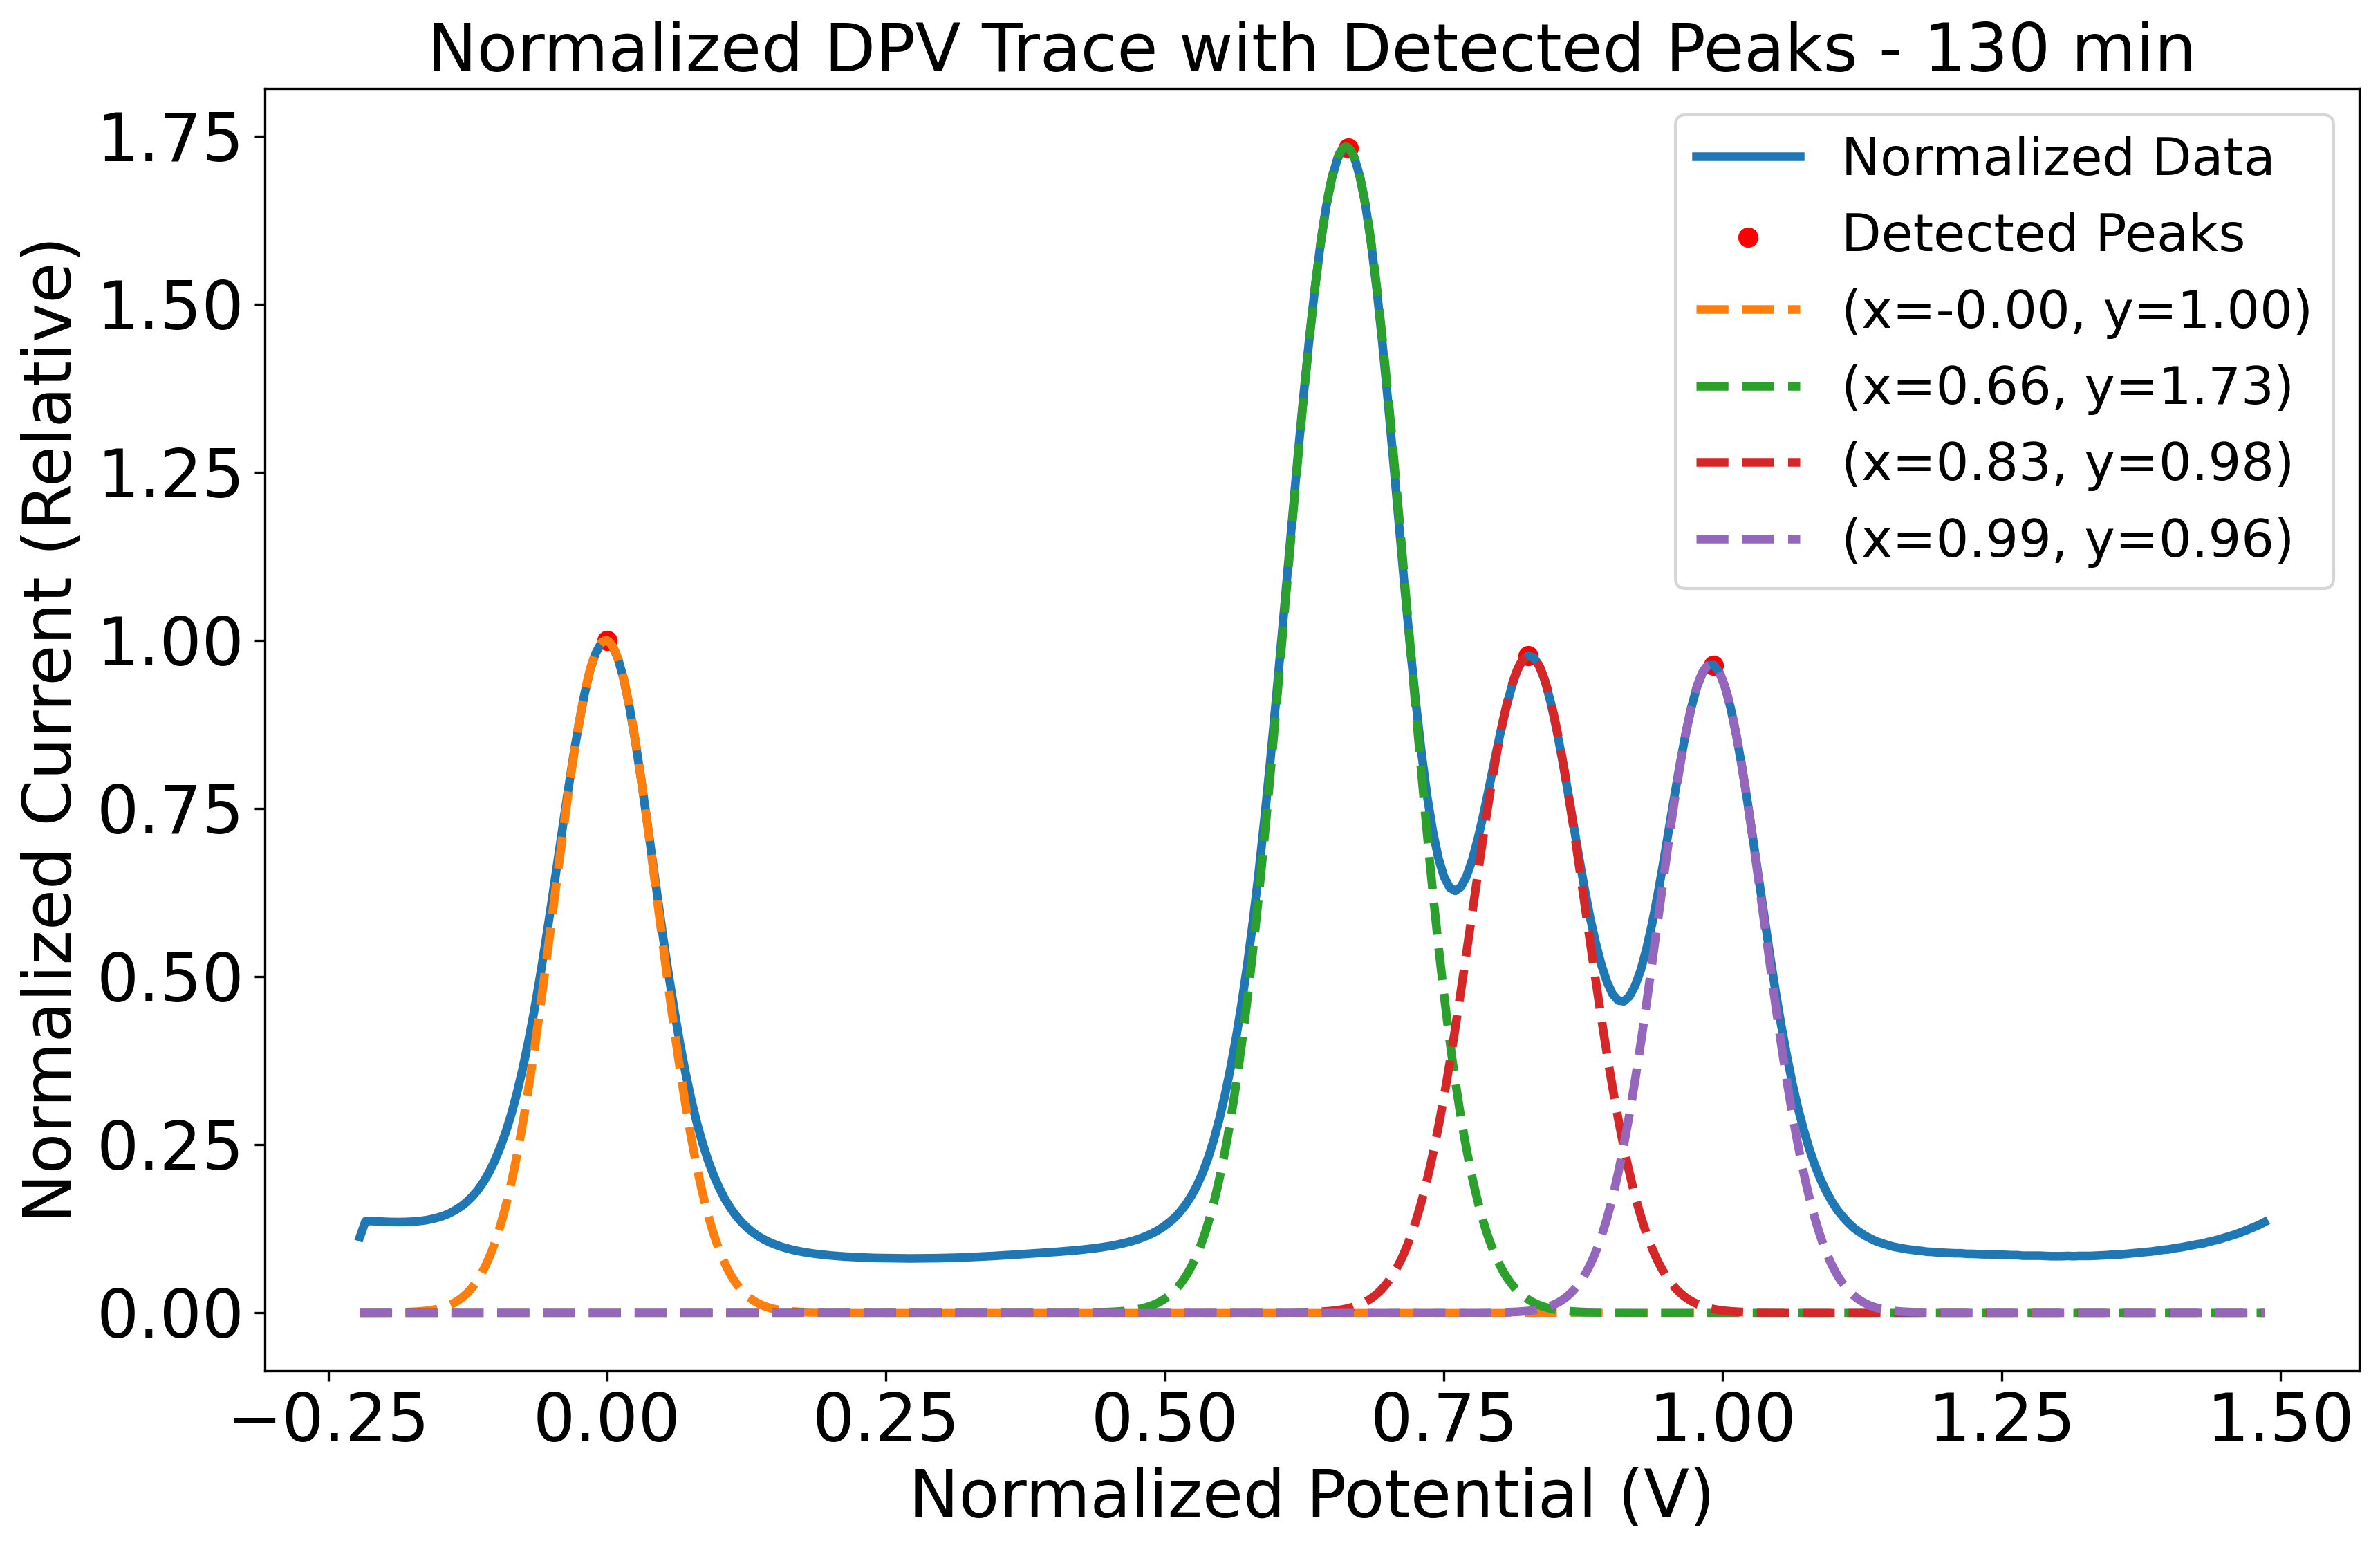 Normalized DPV Trace with Detected Peaks - 130 min
Normalized Current (Relative)
1.75
1.50
1.25
1.00
0.75
0.50
0.25
0.00
Normalized Data
Detected Peaks
(x=-0.00, y=1.00)
(x=0.66, y=1.73)
(x=0.83, y=0.98)
(x=0.99, y=0.96)
−0.25 0.00 0.25 0.50 0.75 1.00 1.25 1.50
Normalized Potential (V)